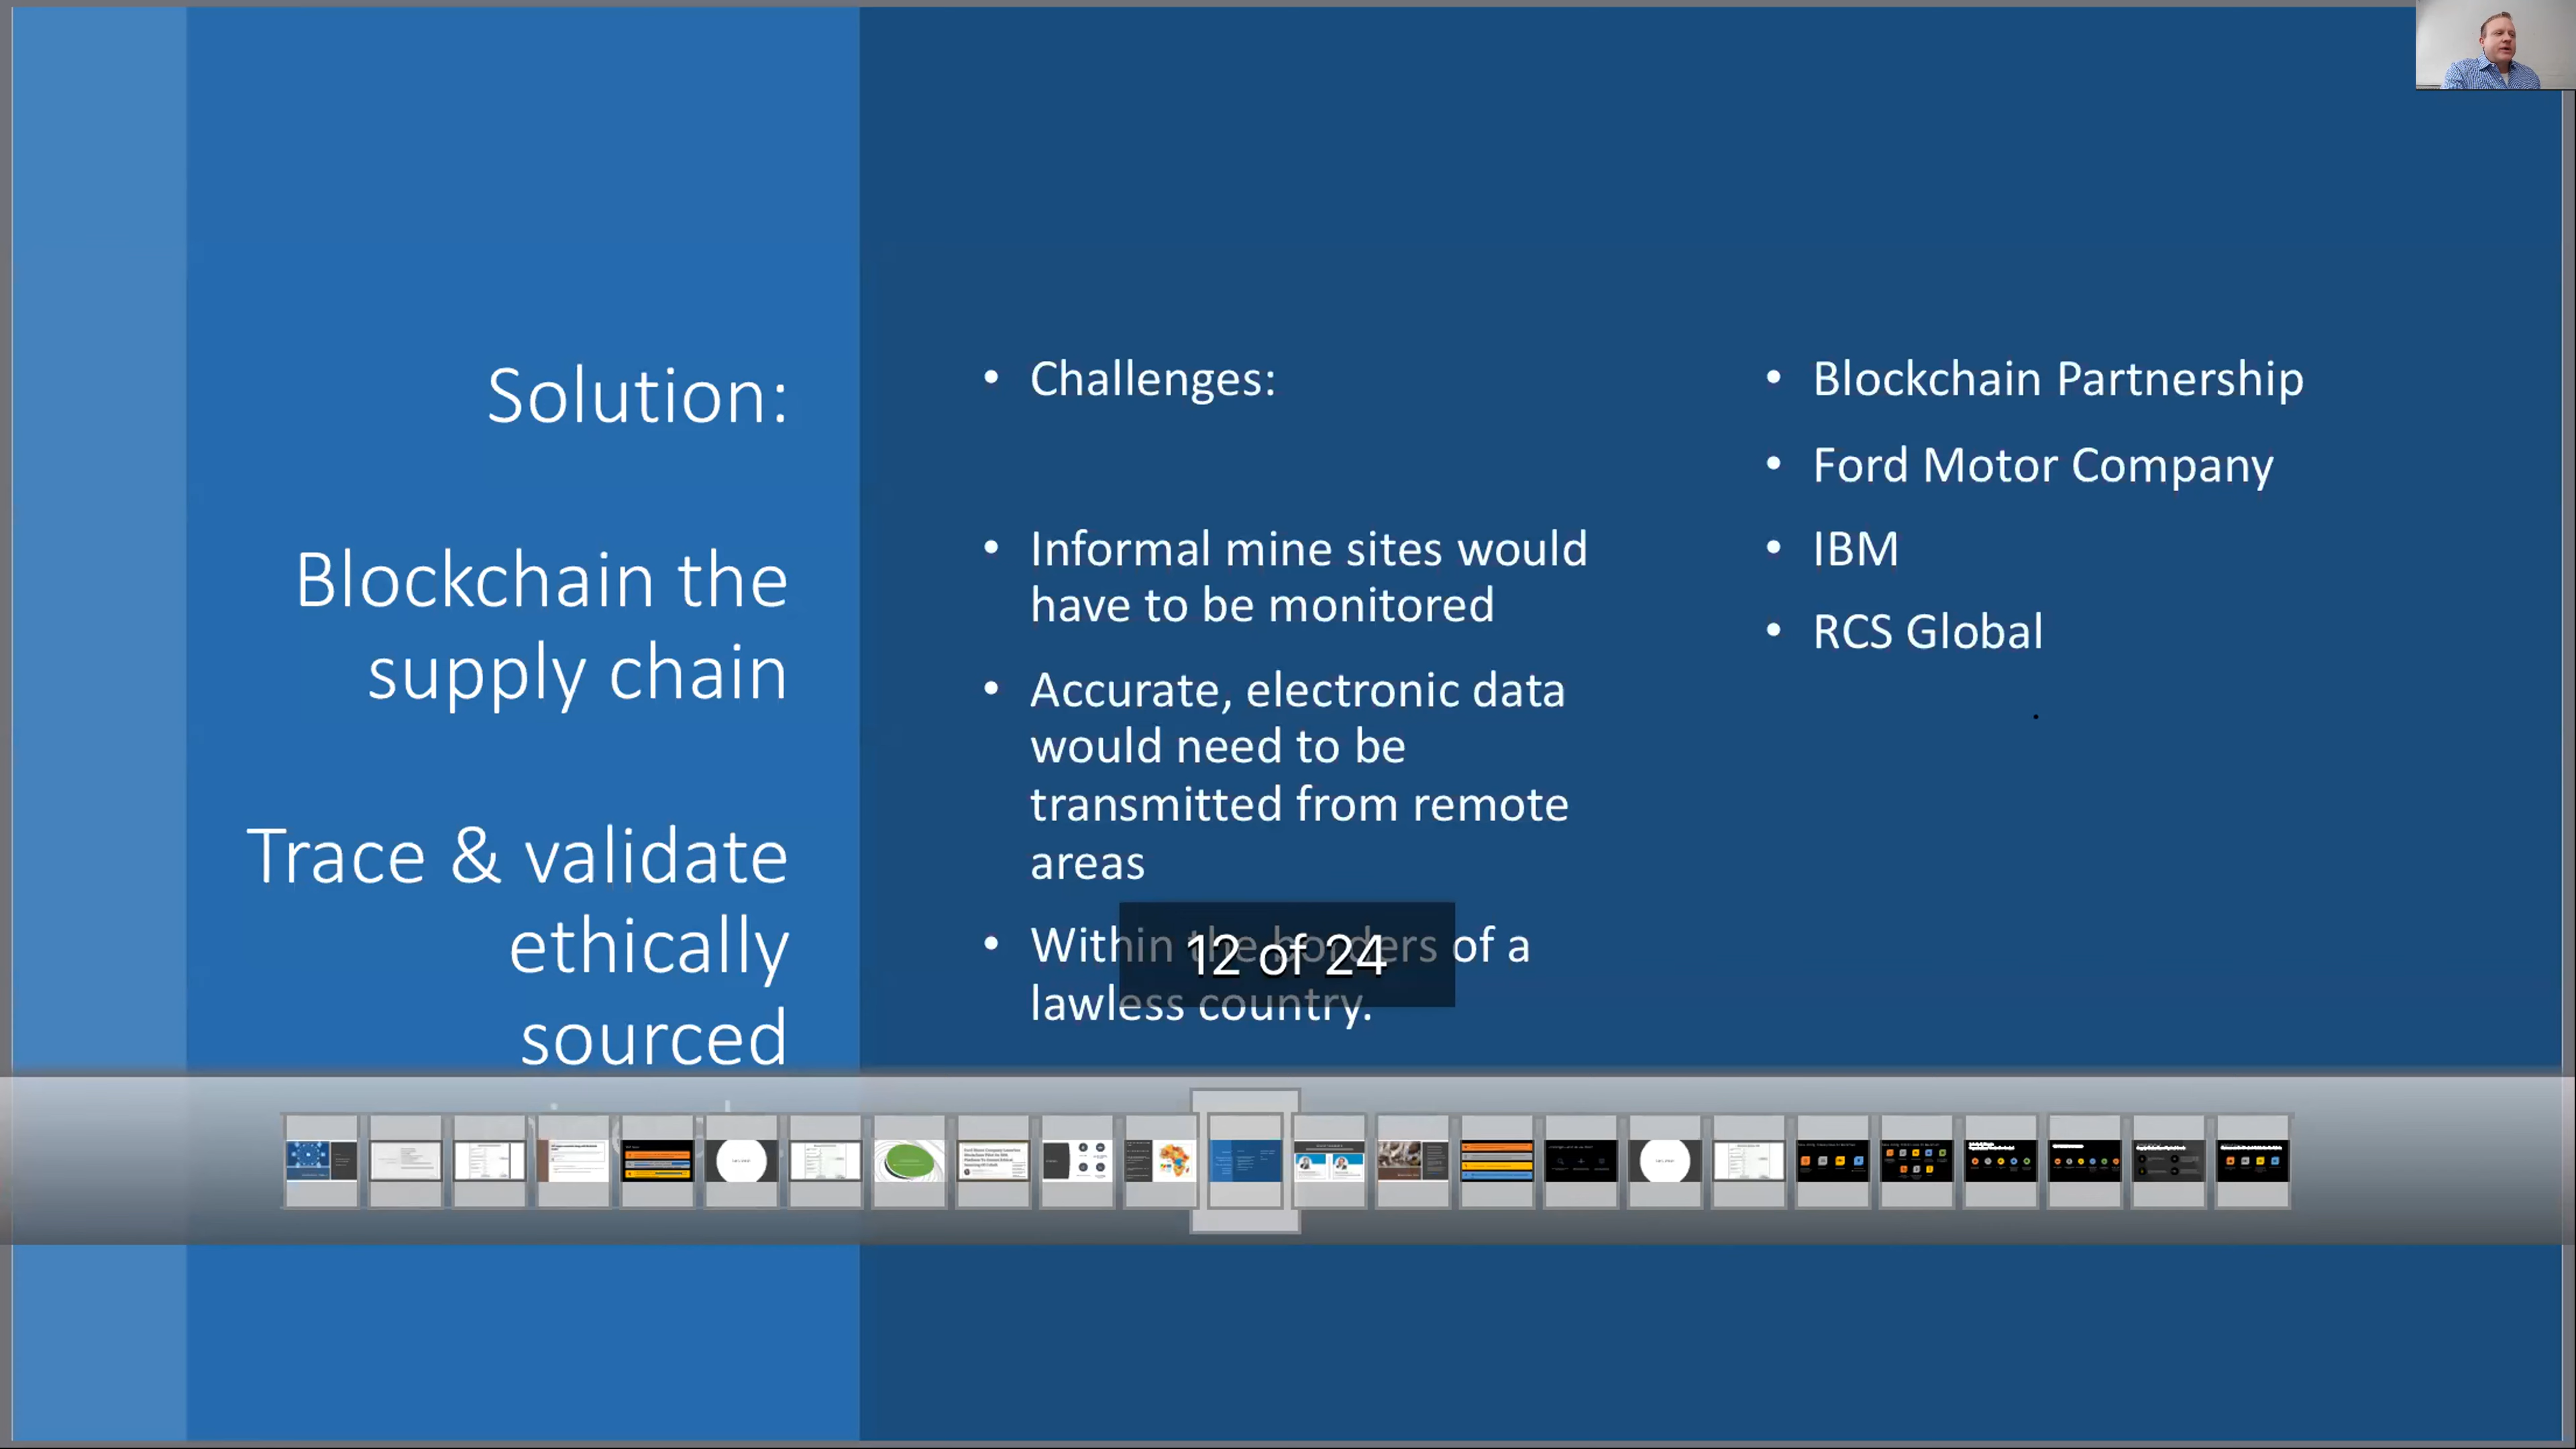 Solution:
Blockchain the
supply chain
Trace & validate
ethically
sourced
• Challenges:
• Informal mine sites would
have to be monitored
• Accurate, electronic data
would need to be
transmitted from remote
areas
• Within the borders of a
lawless country.
• Blockchain Partnership
• Ford Motor Company
• IBM
• RCS Global
12 of 24